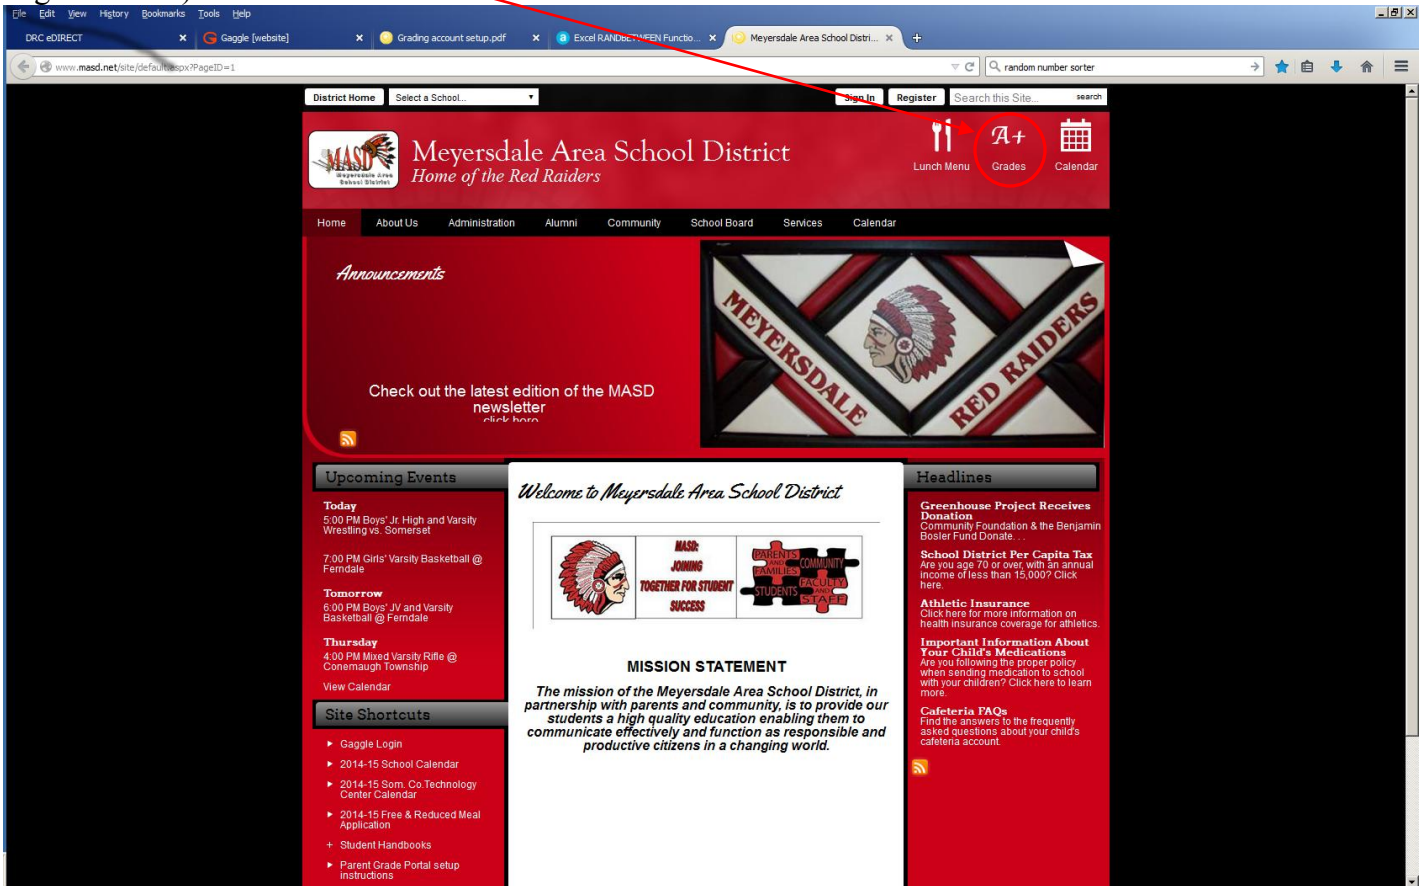 File Edit View History Bookmarks Tools Help
DRC eDIRECT
Gaggle [website]
Grading account setup.pdf
Excel RANDBETWEEN Functio...
Meyersdale Area School Distri...
www.masd.net/site/default.aspx?PageID=1
random number sorter
District Home
Select a School...
Sign In
Register
Search this Site...
search
MASD
Meyersdale Area
School District
Meyersdale Area School District
Home of the Red Raiders
A+
Lunch Menu
Grades
Calendar
Home
About Us
Administration
Alumni
Community
School Board
Services
Calendar
Announcements
Check out the latest edition of the MASD
newsletter
click here
MEYERSDALE
RED RAIDERS
Upcoming Events
Today
5:00 PM Boys' Jr. High and Varsity
Wrestling vs. Somerset
7:00 PM Girls' Varsity Basketball @
Ferndale
Tomorrow
6:00 PM Boys' JV and Varsity
Basketball @ Ferndale
Thursday
4:00 PM Mixed Varsity Rifle @
Conemaugh Township
View Calendar
Site Shortcuts
Gaggle Login
2014-15 School Calendar
2014-15 Som. Co.Technology
Center Calendar
2014-15 Free & Reduced Meal
Application
+ Student Handbooks
Parent Grade Portal setup
instructions
Welcome to Meyersdale Area School District
MASD:
JOINING
TOGETHER FOR STUDENT
SUCCESS
PARENTS
AND
FAMILIES
COMMUNITY
STUDENTS
FACULTY
AND
STAFF
MISSION STATEMENT
The mission of the Meyersdale Area School District, in
partnership with parents and community, is to provide our
students a high quality education enabling them to
communicate effectively and function as responsible and
productive citizens in a changing world.
Headlines
Greenhouse Project Receives
Donation
Community Foundation & the Benjamin
Bosler Fund Donate. . .
School District Per Capita Tax
Are you age 70 or over, with an annual
income of less than 15,000? Click
here.
Athletic Insurance
Click here for more information on
health insurance coverage for athletics.
Important Information About
Your Child's Medications
Are you following the proper policy
when sending medication to school
with your children? Click here to learn
more.
Cafeteria FAQs
Find the answers to the frequently
asked questions about your child's
cafeteria account.